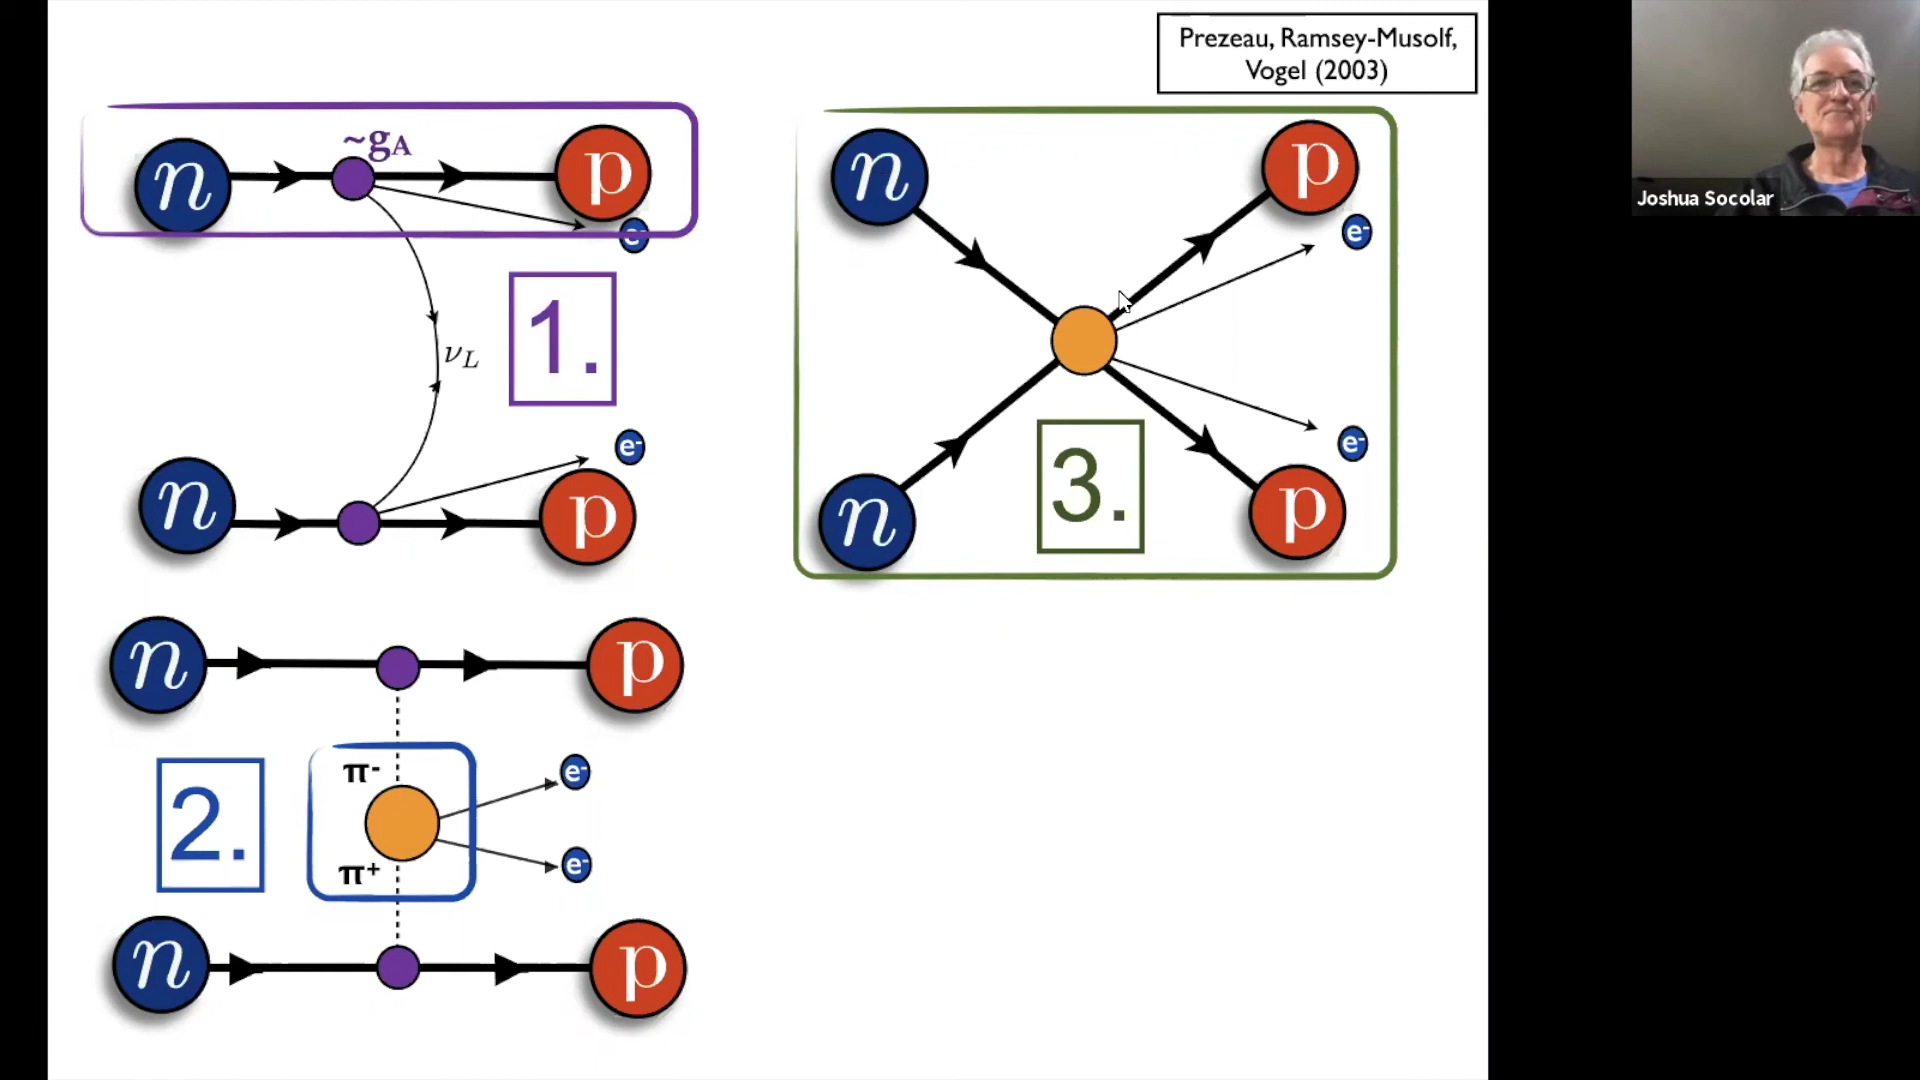 Prezeau, Ramsey-Musolf,
Vogel (2003)
Joshua Socolar
~gA
n
p
e-
1.
νL
n
e-
p
n
p
e-
e-
3.
n
p
n
p
2.
π-
e-
π+
e-
n
p